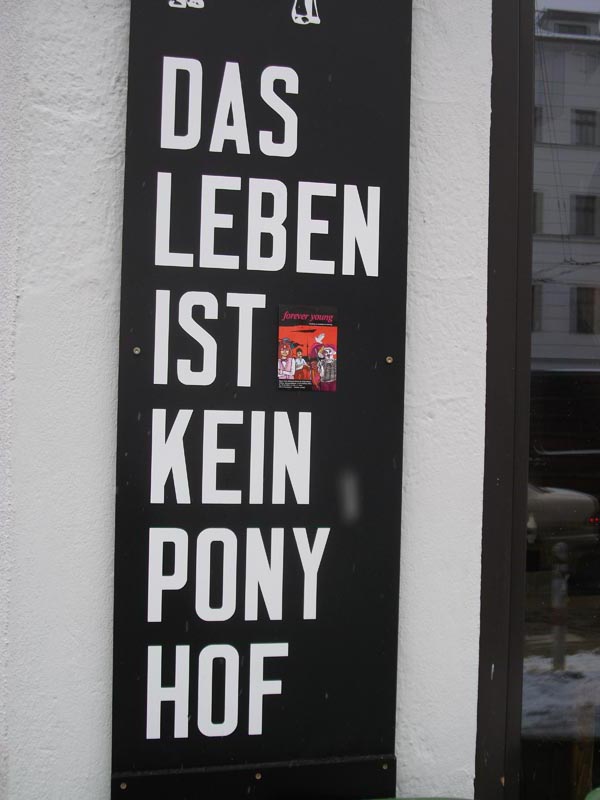 DAS
LEBEN
IST
forever young
KEIN
PONY
HOF